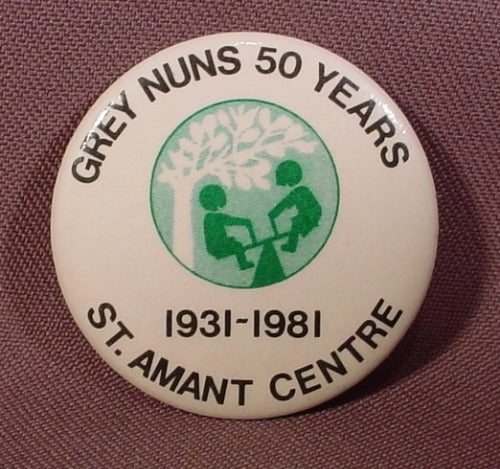 GREY NUNS 50 YEARS
1931-1981
ST. AMANT CENTRE